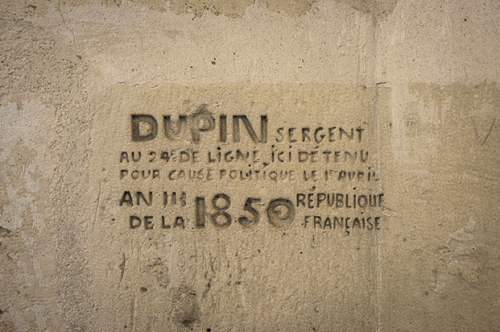 DUPIN SERGENT
AU 24E DE LIGNE, ICI DÉTENU
POUR CAUSE POLITIQUE LE 1ER AVRIL
AN III 1850 RÉPUBLIQUE
DE LA FRANÇAISE